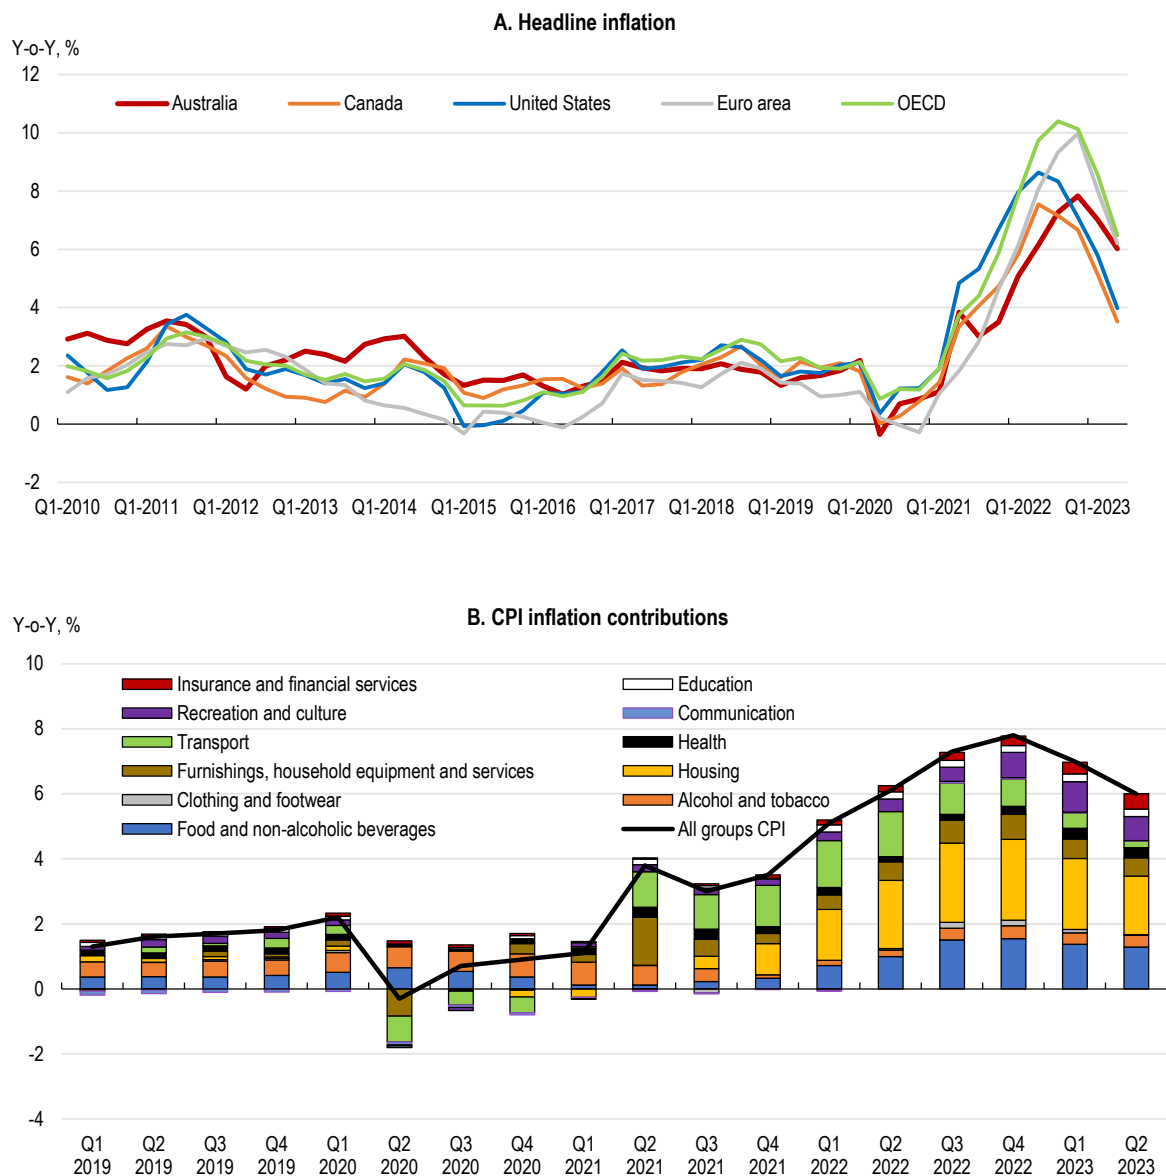 A. Headline inflation
Y-o-Y, %
12
Australia Canada United States Euro area OECD
10
8
6
4
2
0
-2
Q1-2010 Q1-2011 Q1-2012 Q1-2013 Q1-2014 Q1-2015 Q1-2016 Q1-2017 Q1-2018 Q1-2019 Q1-2020 Q1-2021 Q1-2022 Q1-2023
B. CPI inflation contributions
Y-o-Y, %
10
Insurance and financial services Education
Recreation and culture Communication
8
Transport Health
Furnishings, household equipment and services Housing
6
Clothing and footwear Alcohol and tobacco
Food and non-alcoholic beverages All groups CPI
4
2
0
-2
-4
Q1 Q2 Q3 Q4 Q1 Q2 Q3 Q4 Q1 Q2 Q3 Q4 Q1 Q2 Q3 Q4 Q1 Q2
2019 2019 2019 2019 2020 2020 2020 2020 2021 2021 2021 2021 2022 2022 2022 2022 2023 2023